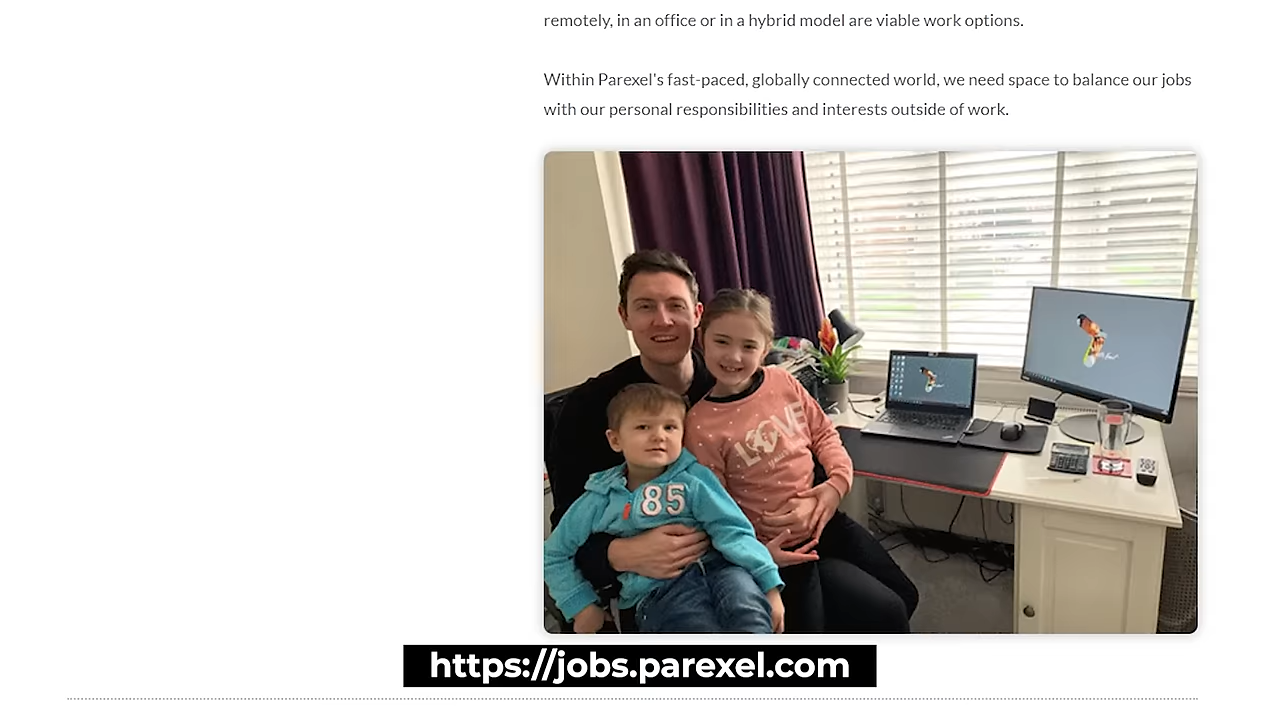 remotely, in an office or in a hybrid model are viable work options.
Within Parexel's fast-paced, globally connected world, we need space to balance our jobs
with our personal responsibilities and interests outside of work.
LOVE
85
https://jobs.parexel.com